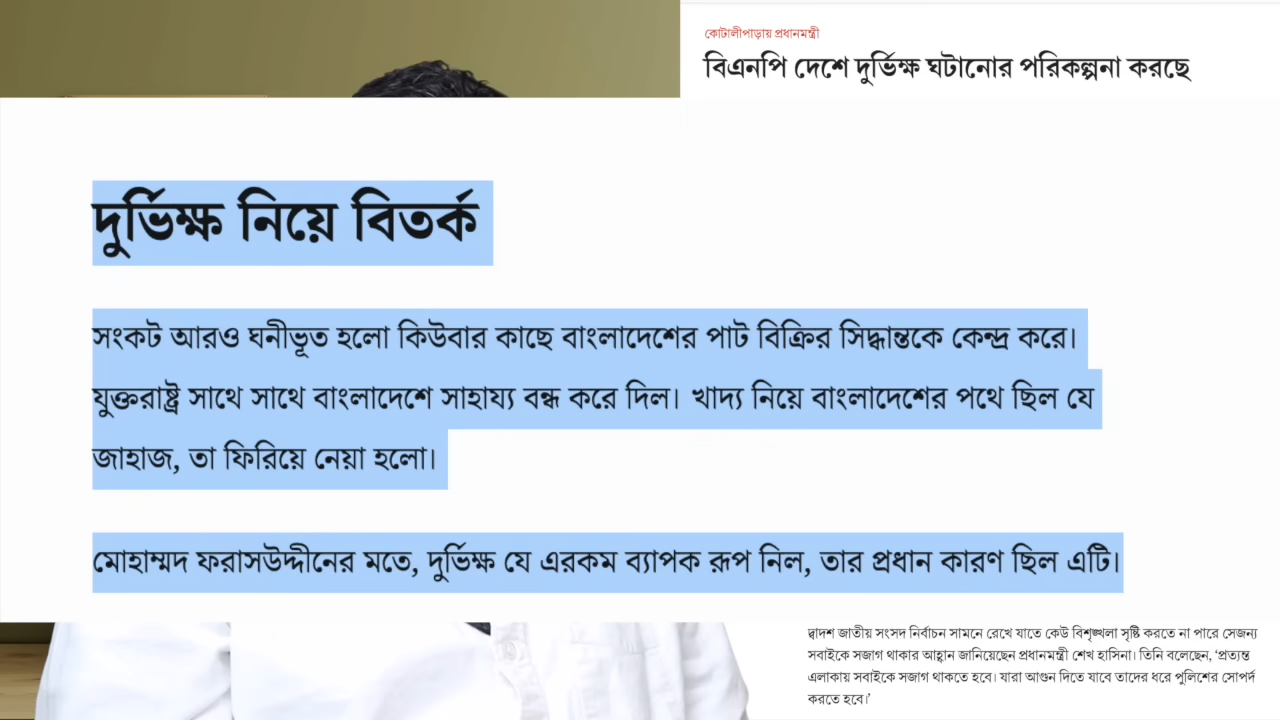 কোটালীপাড়ায় প্রধানমন্ত্রী
বিএনপি দেশে দুর্ভিক্ষ ঘটানোর পরিকল্পনা করছে
দুর্ভিক্ষ নিয়ে বিতর্ক
সংকট আরও ঘনীভূত হলো কিউবার কাছে বাংলাদেশের পাট বিক্রির সিদ্ধান্তকে কেন্দ্র করে।
যুক্তরাষ্ট্র সাথে সাথে বাংলাদেশে সাহায্য বন্ধ করে দিল। খাদ্য নিয়ে বাংলাদেশের পথে ছিল যে
জাহাজ, তা ফিরিয়ে নেয়া হলো।
মোহাম্মদ ফরাসউদ্দীনের মতে, দুর্ভিক্ষ যে এরকম ব্যাপক রূপ নিল, তার প্রধান কারণ ছিল এটি।
দ্বাদশ জাতীয় সংসদ নির্বাচন সামনে রেখে যাতে কেউ বিশৃঙ্খলা সৃষ্টি করতে না পারে সেজন্য
সবাইকে সজাগ থাকার আহ্বান জানিয়েছেন প্রধানমন্ত্রী শেখ হাসিনা। তিনি বলেছেন, ‘প্রত্যন্ত
এলাকায় সবাইকে সজাগ থাকতে হবে। যারা আগুন দিতে যাবে তাদের ধরে পুলিশের সোপর্দ
করতে হবে।’